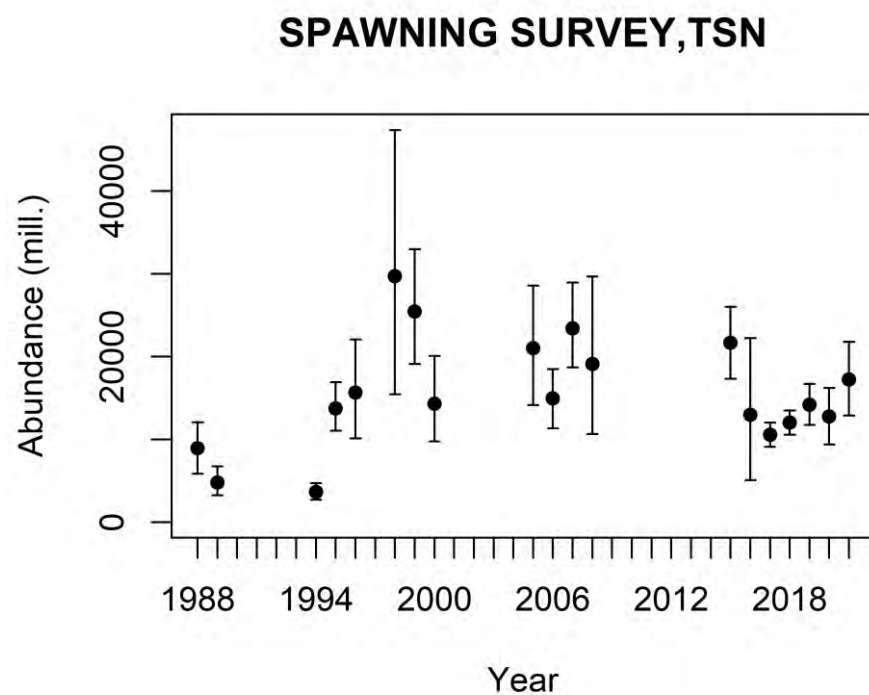 SPAWNING SURVEY,TSN
Abundance (mill.)
40000
20000
0
1988 1994 2000 2006 2012 2018
Year